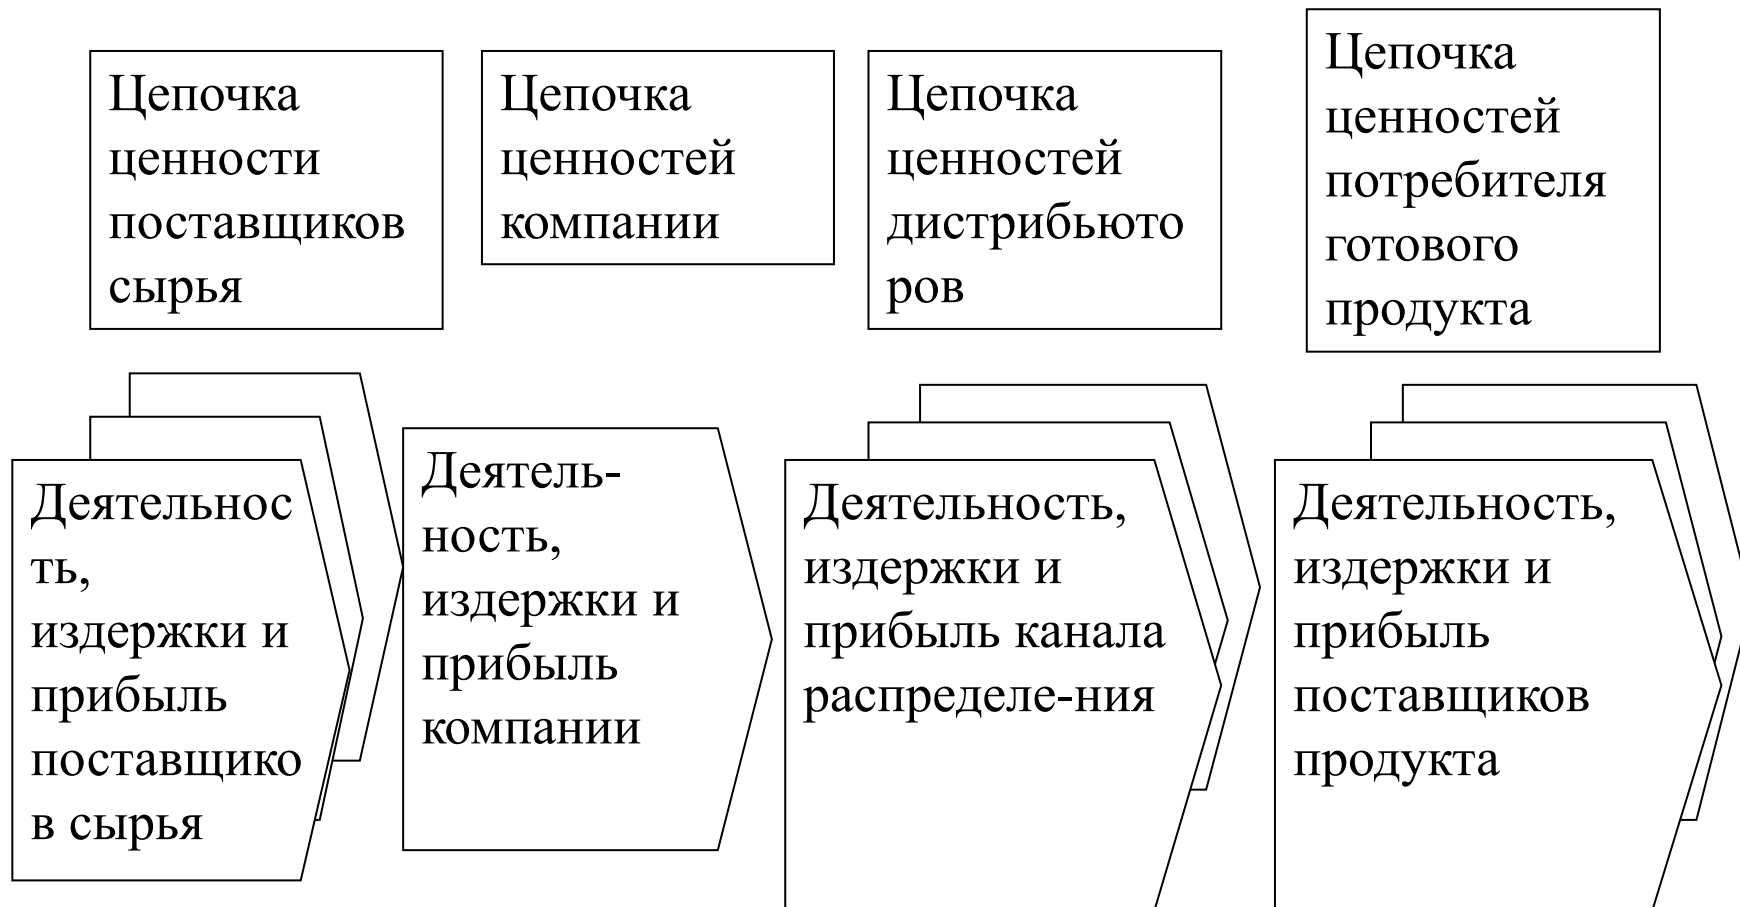 Цепочка
ценности
поставщиков
сырья
Цепочка
ценностей
компании
Цепочка
ценностей
дистрибьюто
ров
Цепочка
ценностей
потребителя
готового
продукта
Деятельнос
ть,
издержки и
прибыль
поставщико
в сырья
Деятель-
ность,
издержки и
прибыль
компании
Деятельность,
издержки и
прибыль канала
распределе-ния
Деятельность,
издержки и
прибыль
поставщиков
продукта